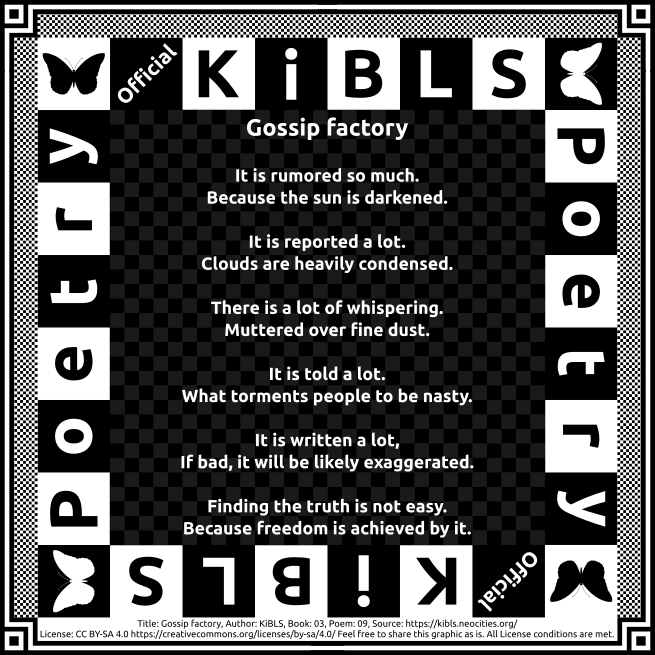 Official
KiBLS
Poetry
Poetry
Gossip factory
It is rumored so much.
Because the sun is darkened.
It is reported a lot.
Clouds are heavily condensed.
There is a lot of whispering.
Muttered over fine dust.
It is told a lot.
What torments people to be nasty.
It is written a lot,
If bad, it will be likely exaggerated.
Finding the truth is not easy.
Because freedom is achieved by it.
Official
KiBLS
Title: Gossip factory, Author: KiBLS, Book: 03, Poem: 09, Source: https://kibls.neocities.org/
License: CC BY-SA 4.0 https://creativecommons.org/licenses/by-sa/4.0/ Feel free to share this graphic as is. All License conditions are met.